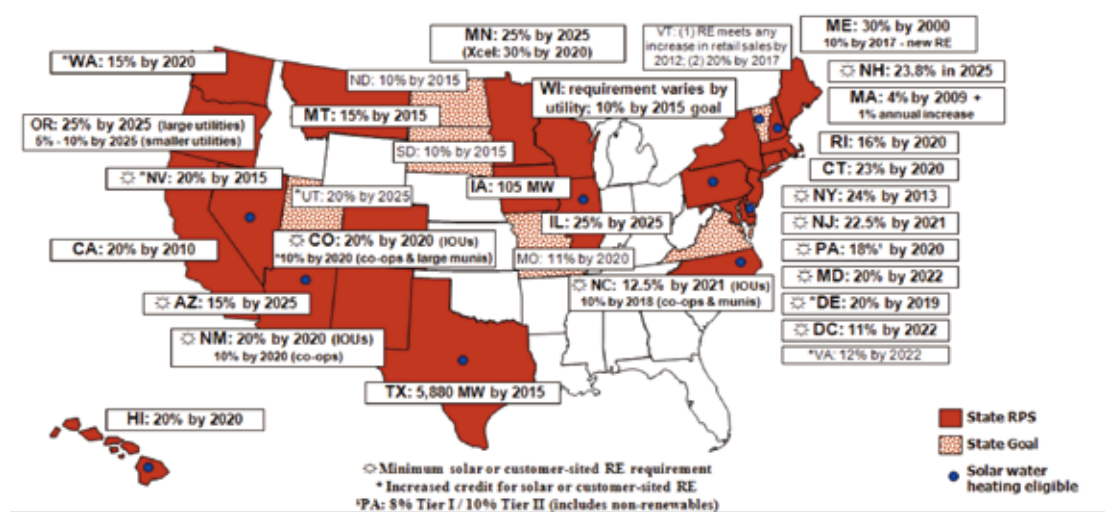 MN: 25% by 2025
(Xcel: 30% by 2020)
VT: (1) RE meets any
increase in retail sales by
2012; (2) 20% by 2017
ME: 30% by 2000
10% by 2017 - new RE
*WA: 15% by 2020
ND: 10% by 2015
☼ NH: 23.8% in 2025
WI: requirement varies by
utility; 10% by 2015 goal
MA: 4% by 2009 +
1% annual increase
MT: 15% by 2015
OR: 25% by 2025 (large utilities)
5% - 10% by 2025 (smaller utilities)
RI: 16% by 2020
SD: 10% by 2015
CT: 23% by 2020
☼ *NV: 20% by 2015
*UT: 20% by 2025
IA: 105 MW
☼ NY: 24% by 2013
IL: 25% by 2025
☼ NJ: 22.5% by 2021
CA: 20% by 2010
☼ CO: 20% by 2020 (IOUs)
*10% by 2020 (co-ops & large munis)
MO: 11% by 2020
☼ PA: 18%¹ by 2020
☼ MD: 20% by 2022
☼ NC: 12.5% by 2021 (IOUs)
10% by 2018 (co-ops & munis)
☼ AZ: 15% by 2025
☼ *DE: 20% by 2019
☼ DC: 11% by 2022
☼ NM: 20% by 2020 (IOUs)
10% by 2020 (co-ops)
*VA: 12% by 2022
TX: 5,880 MW by 2015
HI: 20% by 2020
State RPS
State Goal
Solar water
heating eligible
☼ Minimum solar or customer-sited RE requirement
* Increased credit for solar or customer-sited RE
¹PA: 8% Tier I / 10% Tier II (includes non-renewables)